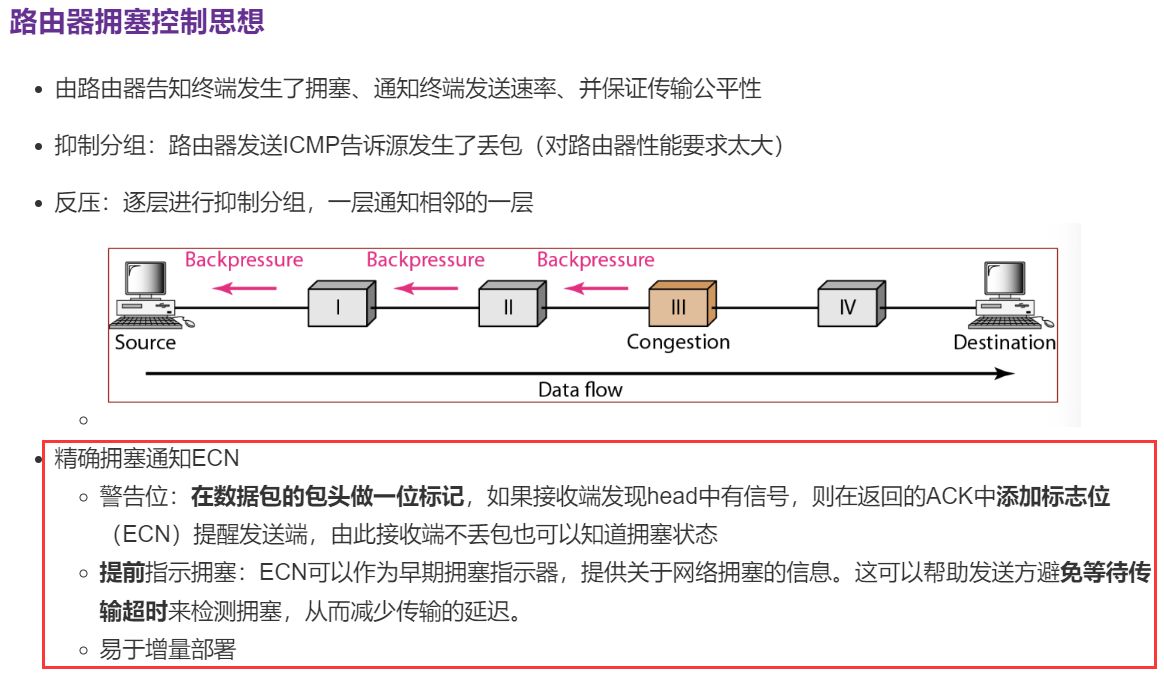 路由器拥塞控制思想
由路由器告知终端发生了拥塞、通知终端发送速率、并保证传输公平性
抑制分组：路由器发送ICMP告诉源发生了丢包（对路由器性能要求太大）
反压：逐层进行抑制分组，一层通知相邻的一层
Backpressure Backpressure Backpressure
I II III IV
Source Congestion Destination
Data flow
精确拥塞通知ECN
警告位：在数据包的包头做一位标记，如果接收端发现head中有信号，则在返回的ACK中添加标志位
（ECN）提醒发送端，由此接收端不丢包也可以知道拥塞状态
提前指示拥塞：ECN可以作为早期拥塞指示器，提供关于网络拥塞的信息。这可以帮助发送方避免等待传
输超时来检测拥塞，从而减少传输的延迟。
易于增量部署